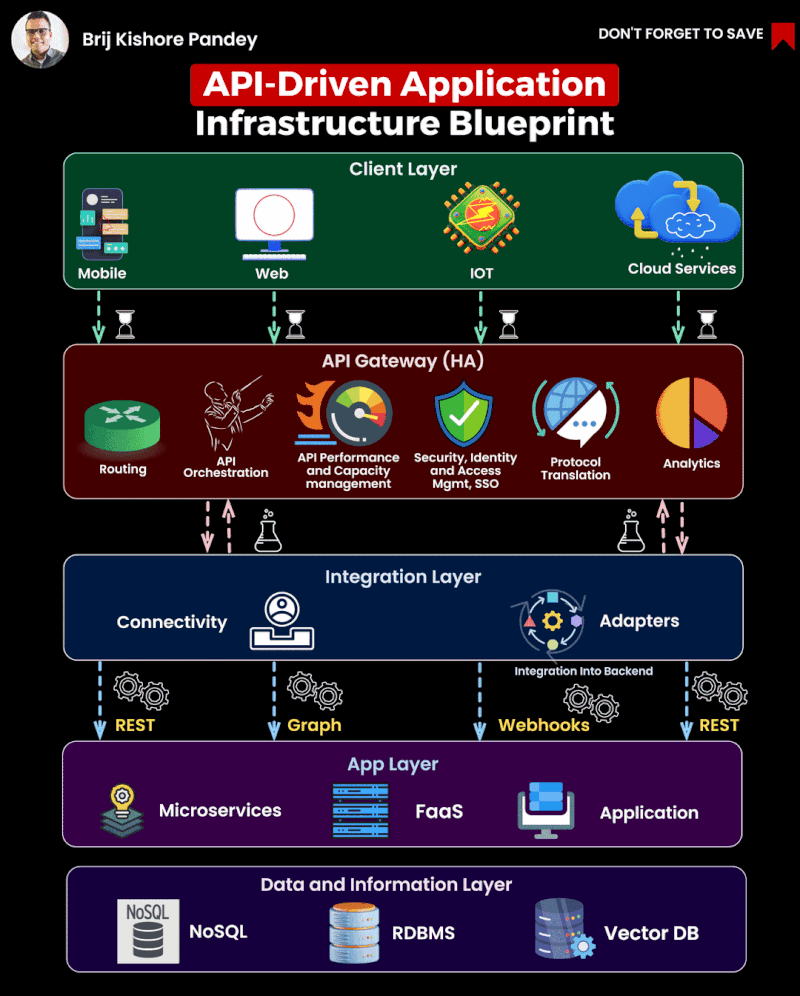 Brij Kishore Pandey
DON'T FORGET TO SAVE
API-Driven Application
Infrastructure Blueprint
Client Layer
Mobile
Web
IOT
Cloud Services
API Gateway (HA)
Routing
API
Orchestration
API Performance
and Capacity
management
Security, Identity
and Access
Mgmt, SSO
Protocol
Translation
Analytics
Integration Layer
Connectivity
Adapters
Integration Into Backend
REST
Graph
Webhooks
REST
App Layer
Microservices
FaaS
Application
Data and Information Layer
NoSQL
NoSQL
RDBMS
Vector DB